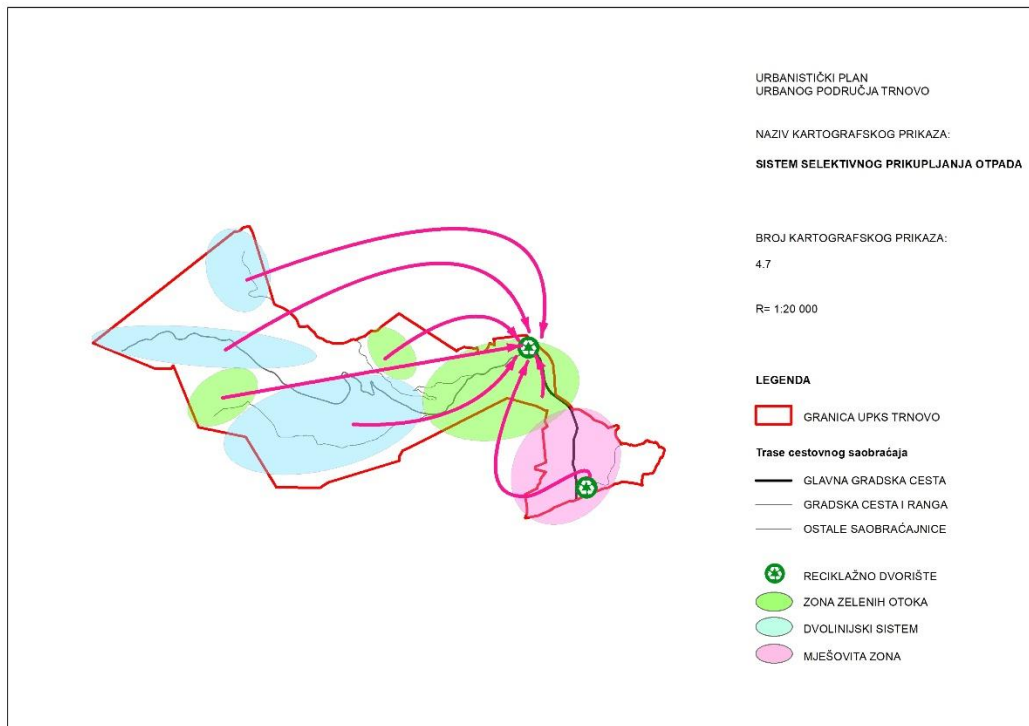 URBANISTIČKI PLAN
URBANOG PODRUČJA TRNOVO
NAZIV KARTOGRAFSKOG PRIKAZA:
SISTEM SELEKTIVNOG PRIKUPLJANJA OTPADA
BROJ KARTOGRAFSKOG PRIKAZA:
4.7
R= 1:20 000
LEGENDA
GRANICA UPKS TRNOVO
Trase cestovnog saobraćaja
GLAVNA GRADSKA CESTA
GRADSKA CESTA I RANGA
OSTALE SAOBRAĆAJNICE
RECIKLAŽNO DVORIŠTE
ZONA ZELENIH OTOKA
DVOLINIJSKI SISTEM
MJEŠOVITA ZONA